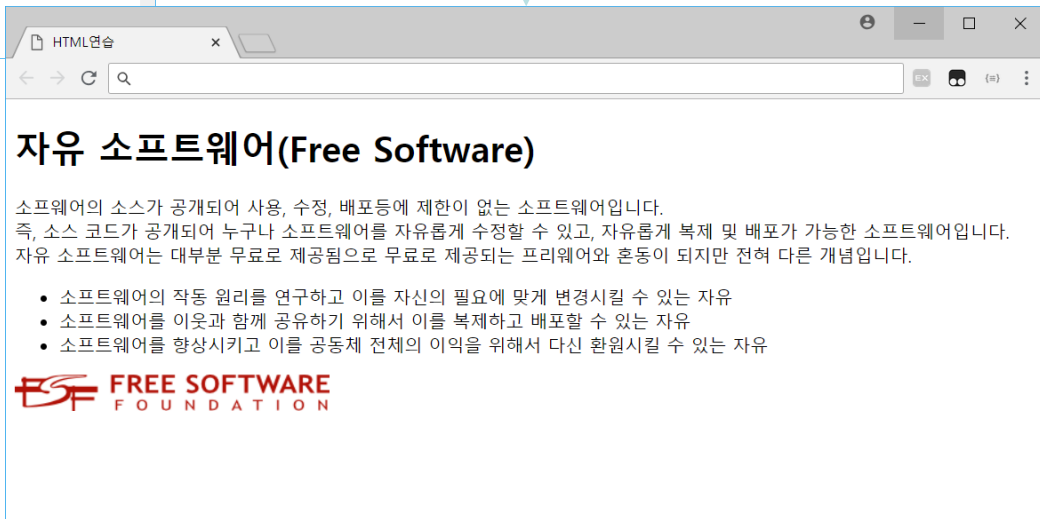 HTML연습
자유 소프트웨어(Free Software)
소프웨어의 소스가 공개되어 사용, 수정, 배포등에 제한이 없는 소프트웨어입니다.
즉, 소스 코드가 공개되어 누구나 소프트웨어를 자유롭게 수정할 수 있고, 자유롭게 복제 및 배포가 가능한 소프트웨어입니다.
자유 소프트웨어는 대부분 무료로 제공됨으로 무료로 제공되는 프리웨어와 혼동이 되지만 전혀 다른 개념입니다.
소프트웨어의 작동 원리를 연구하고 이를 자신의 필요에 맞게 변경시킬 수 있는 자유
소프트웨어를 이웃과 함께 공유하기 위해서 이를 복제하고 배포할 수 있는 자유
소프트웨어를 향상시키고 이를 공동체 전체의 이익을 위해서 다신 환원시킬 수 있는 자유
FSF FREE SOFTWARE
FOUNDATION